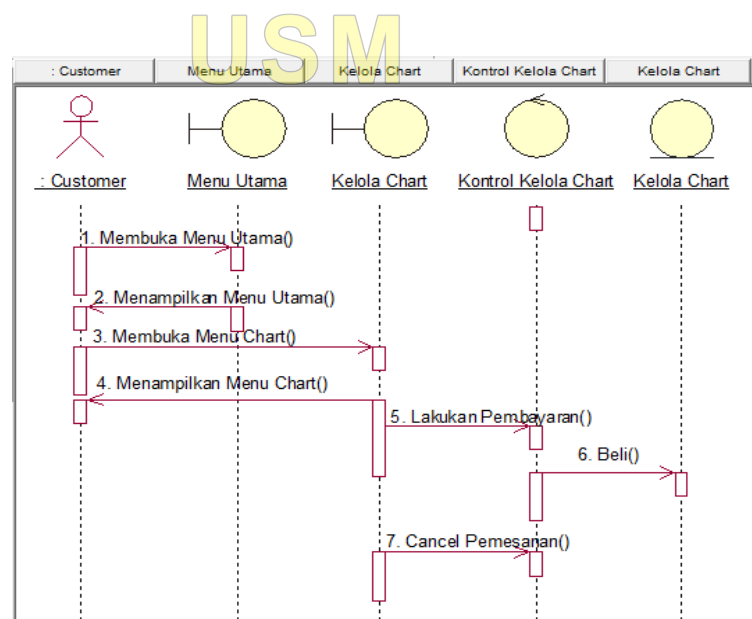 USM
: Customer
Menu Utama
Kelola Chart
Kontrol Kelola Chart
Kelola Chart
: Customer
Menu Utama
Kelola Chart
Kontrol Kelola Chart
Kelola Chart
1. Membuka Menu Utama()
2. Menampilkan Menu Utama()
3. Membuka Menu Chart()
4. Menampilkan Menu Chart()
5. Lakukan Pembayaran()
6. Beli()
7. Cancel Pemesanan()